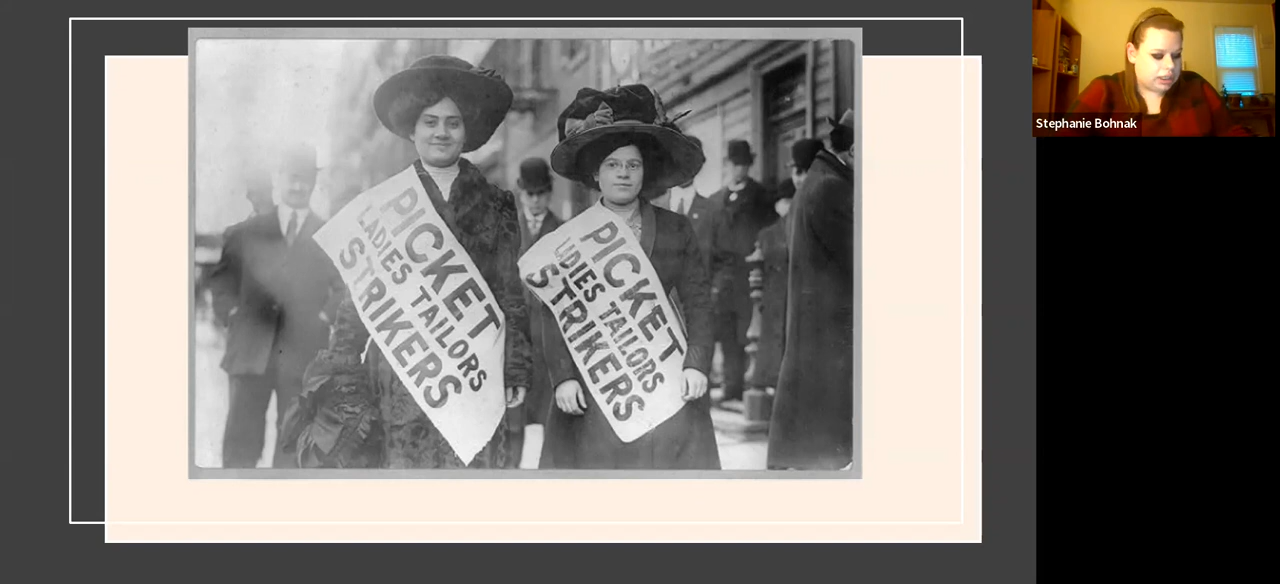 PICKET
LADIES TAILORS
STRIKERS
PICKET
LADIES TAILORS
STRIKERS
Stephanie Bohnak